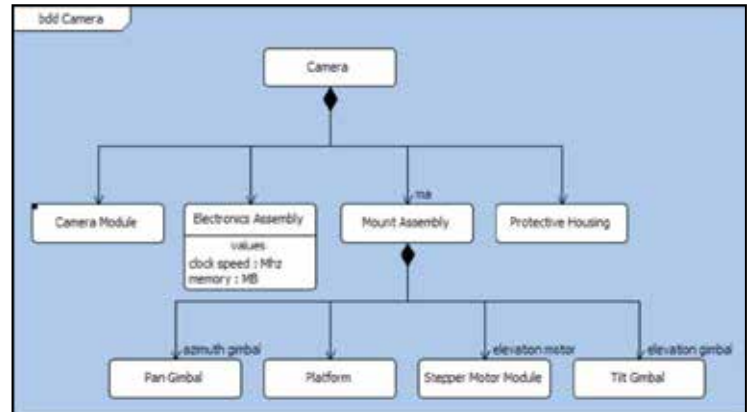 bdd Camera
Camera
ma
Camera Module
Electronics Assembly
values
clock speed : Mhz
memory : MB
Mount Assembly
Protective Housing
azimuth gimbal
elevation motor
elevation gimbal
Pan Gimbal
Platform
Stepper Motor Module
Tilt Gimbal